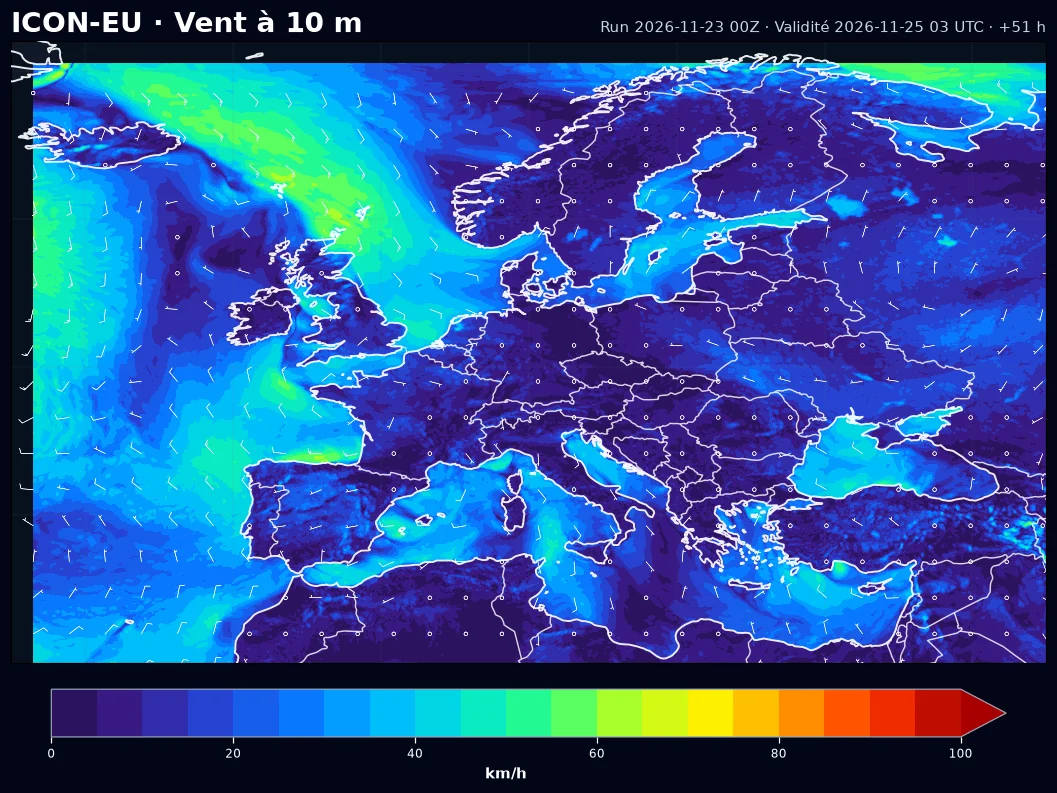 ICON-EU · Vent à 10 m
Run 2026-11-23 00Z · Validité 2026-11-25 03 UTC · +51 h
0 20 40 60 80 100
km/h